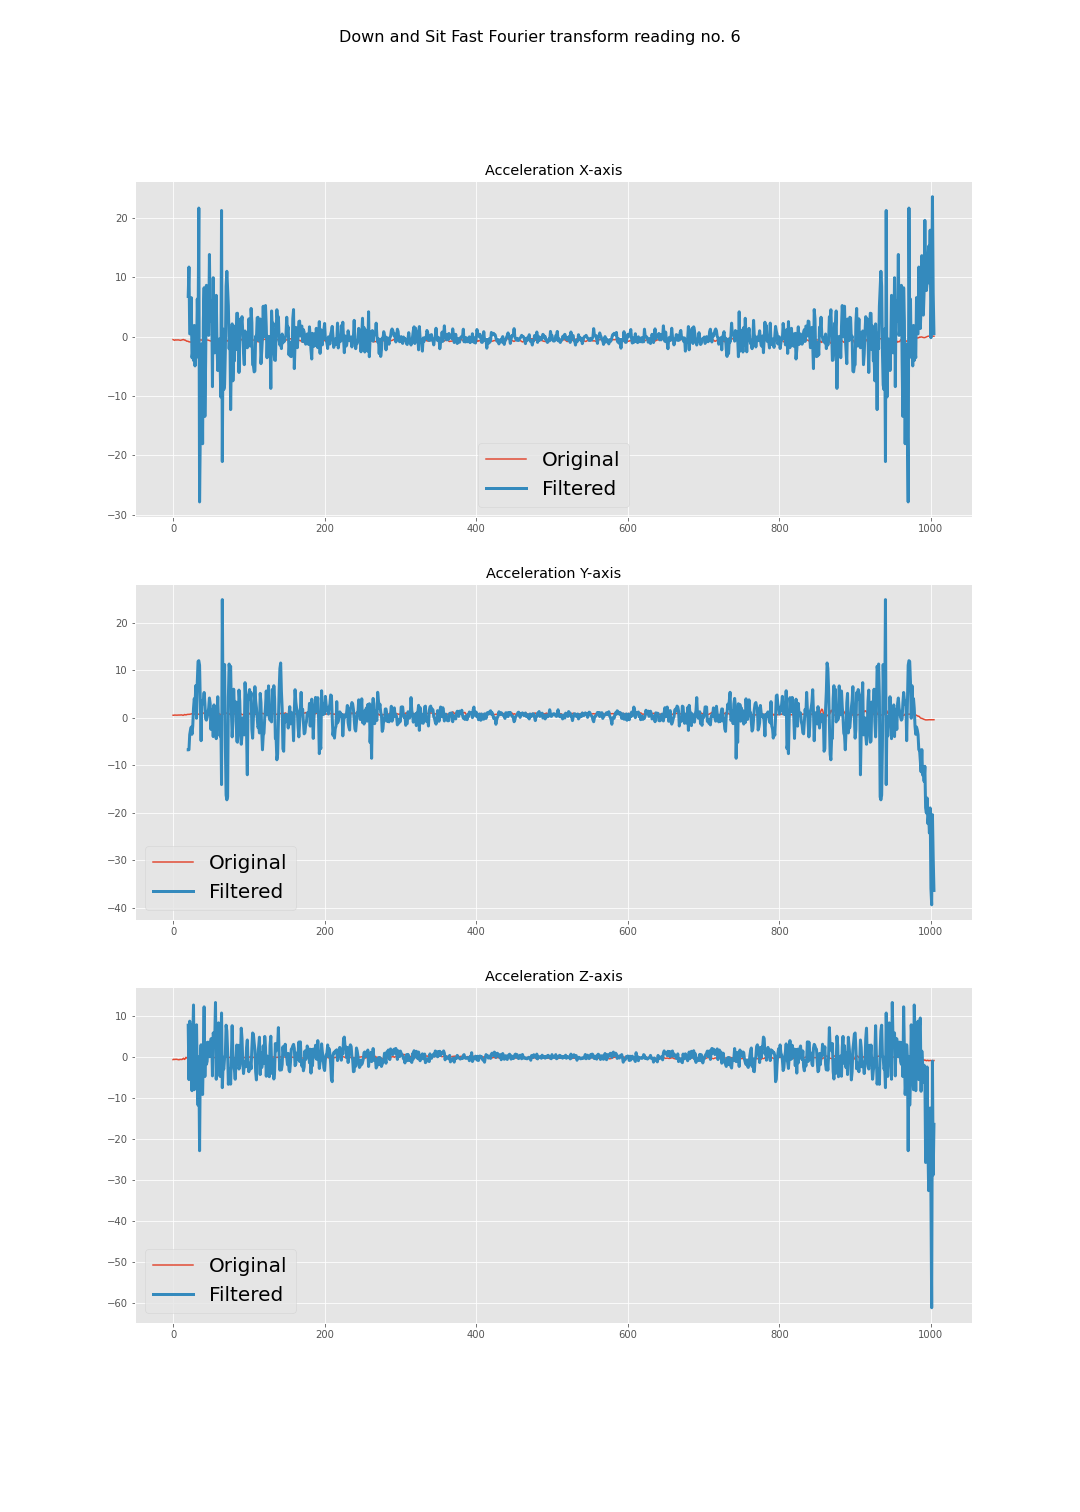 Down and Sit Fast Fourier transform reading no. 6
Acceleration X-axis
20
10
0
−10
−20
−30
Original
Filtered
0 200 400 600 800 1000
Acceleration Y-axis
20
10
0
−10
−20
−30
−40
Original
Filtered
0 200 400 600 800 1000
Acceleration Z-axis
10
0
−10
−20
−30
−40
−50
−60
Original
Filtered
0 200 400 600 800 1000